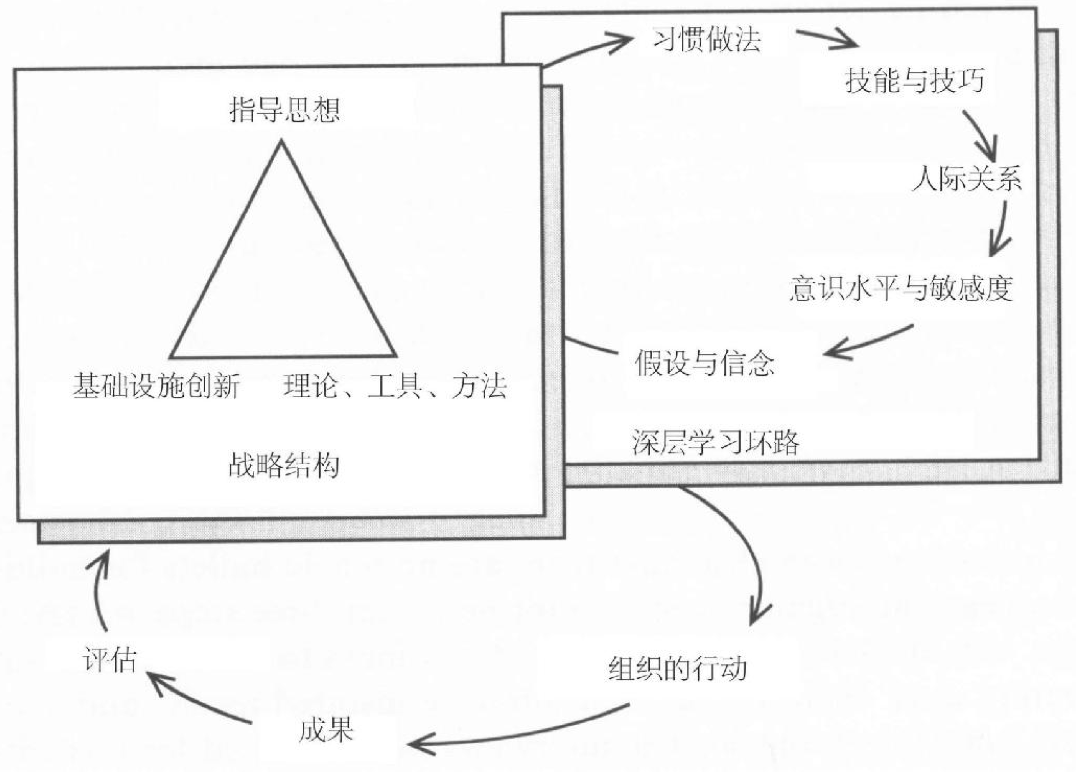 指导思想
基础设施创新
理论、工具、方法
战略结构
习惯做法
技能与技巧
人际关系
意识水平与敏感度
假设与信念
深层学习环路
组织的行动
成果
评估